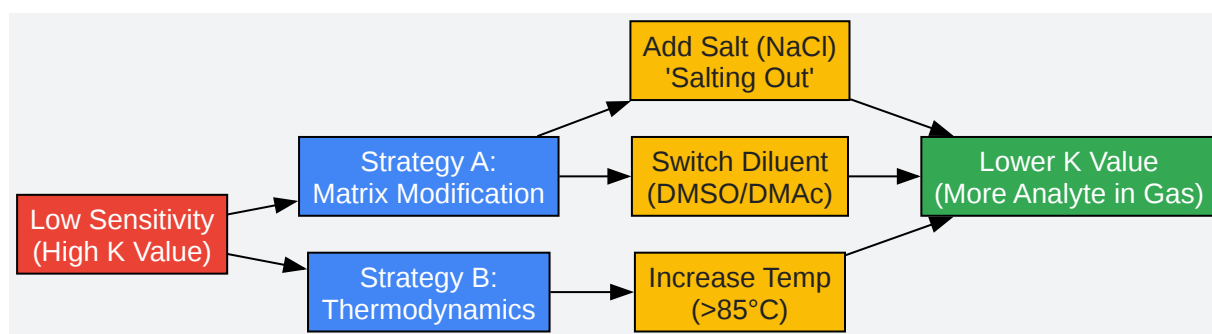 Low Sensitivity
(High K Value)
Strategy A:
Matrix Modification
Strategy B:
Thermodynamics
Add Salt (NaCl)
'Salting Out'
Switch Diluent
(DMSO/DMAc)
Increase Temp
(>85°C)
Lower K Value
(More Analyte in Gas)